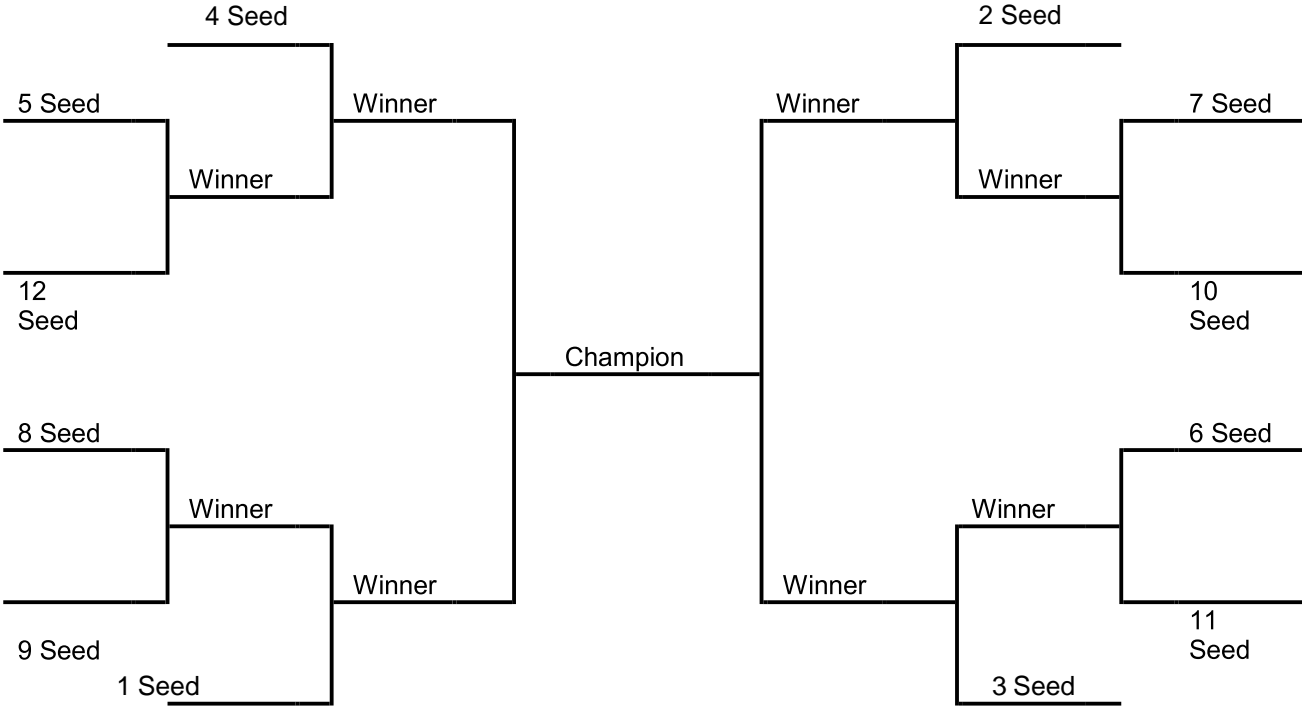 4 Seed
2 Seed
5 Seed
Winner
Winner
7 Seed
Winner
Winner
12
Seed
10
Seed
Champion
8 Seed
6 Seed
Winner
Winner
Winner
Winner
11
Seed
9 Seed
1 Seed
3 Seed